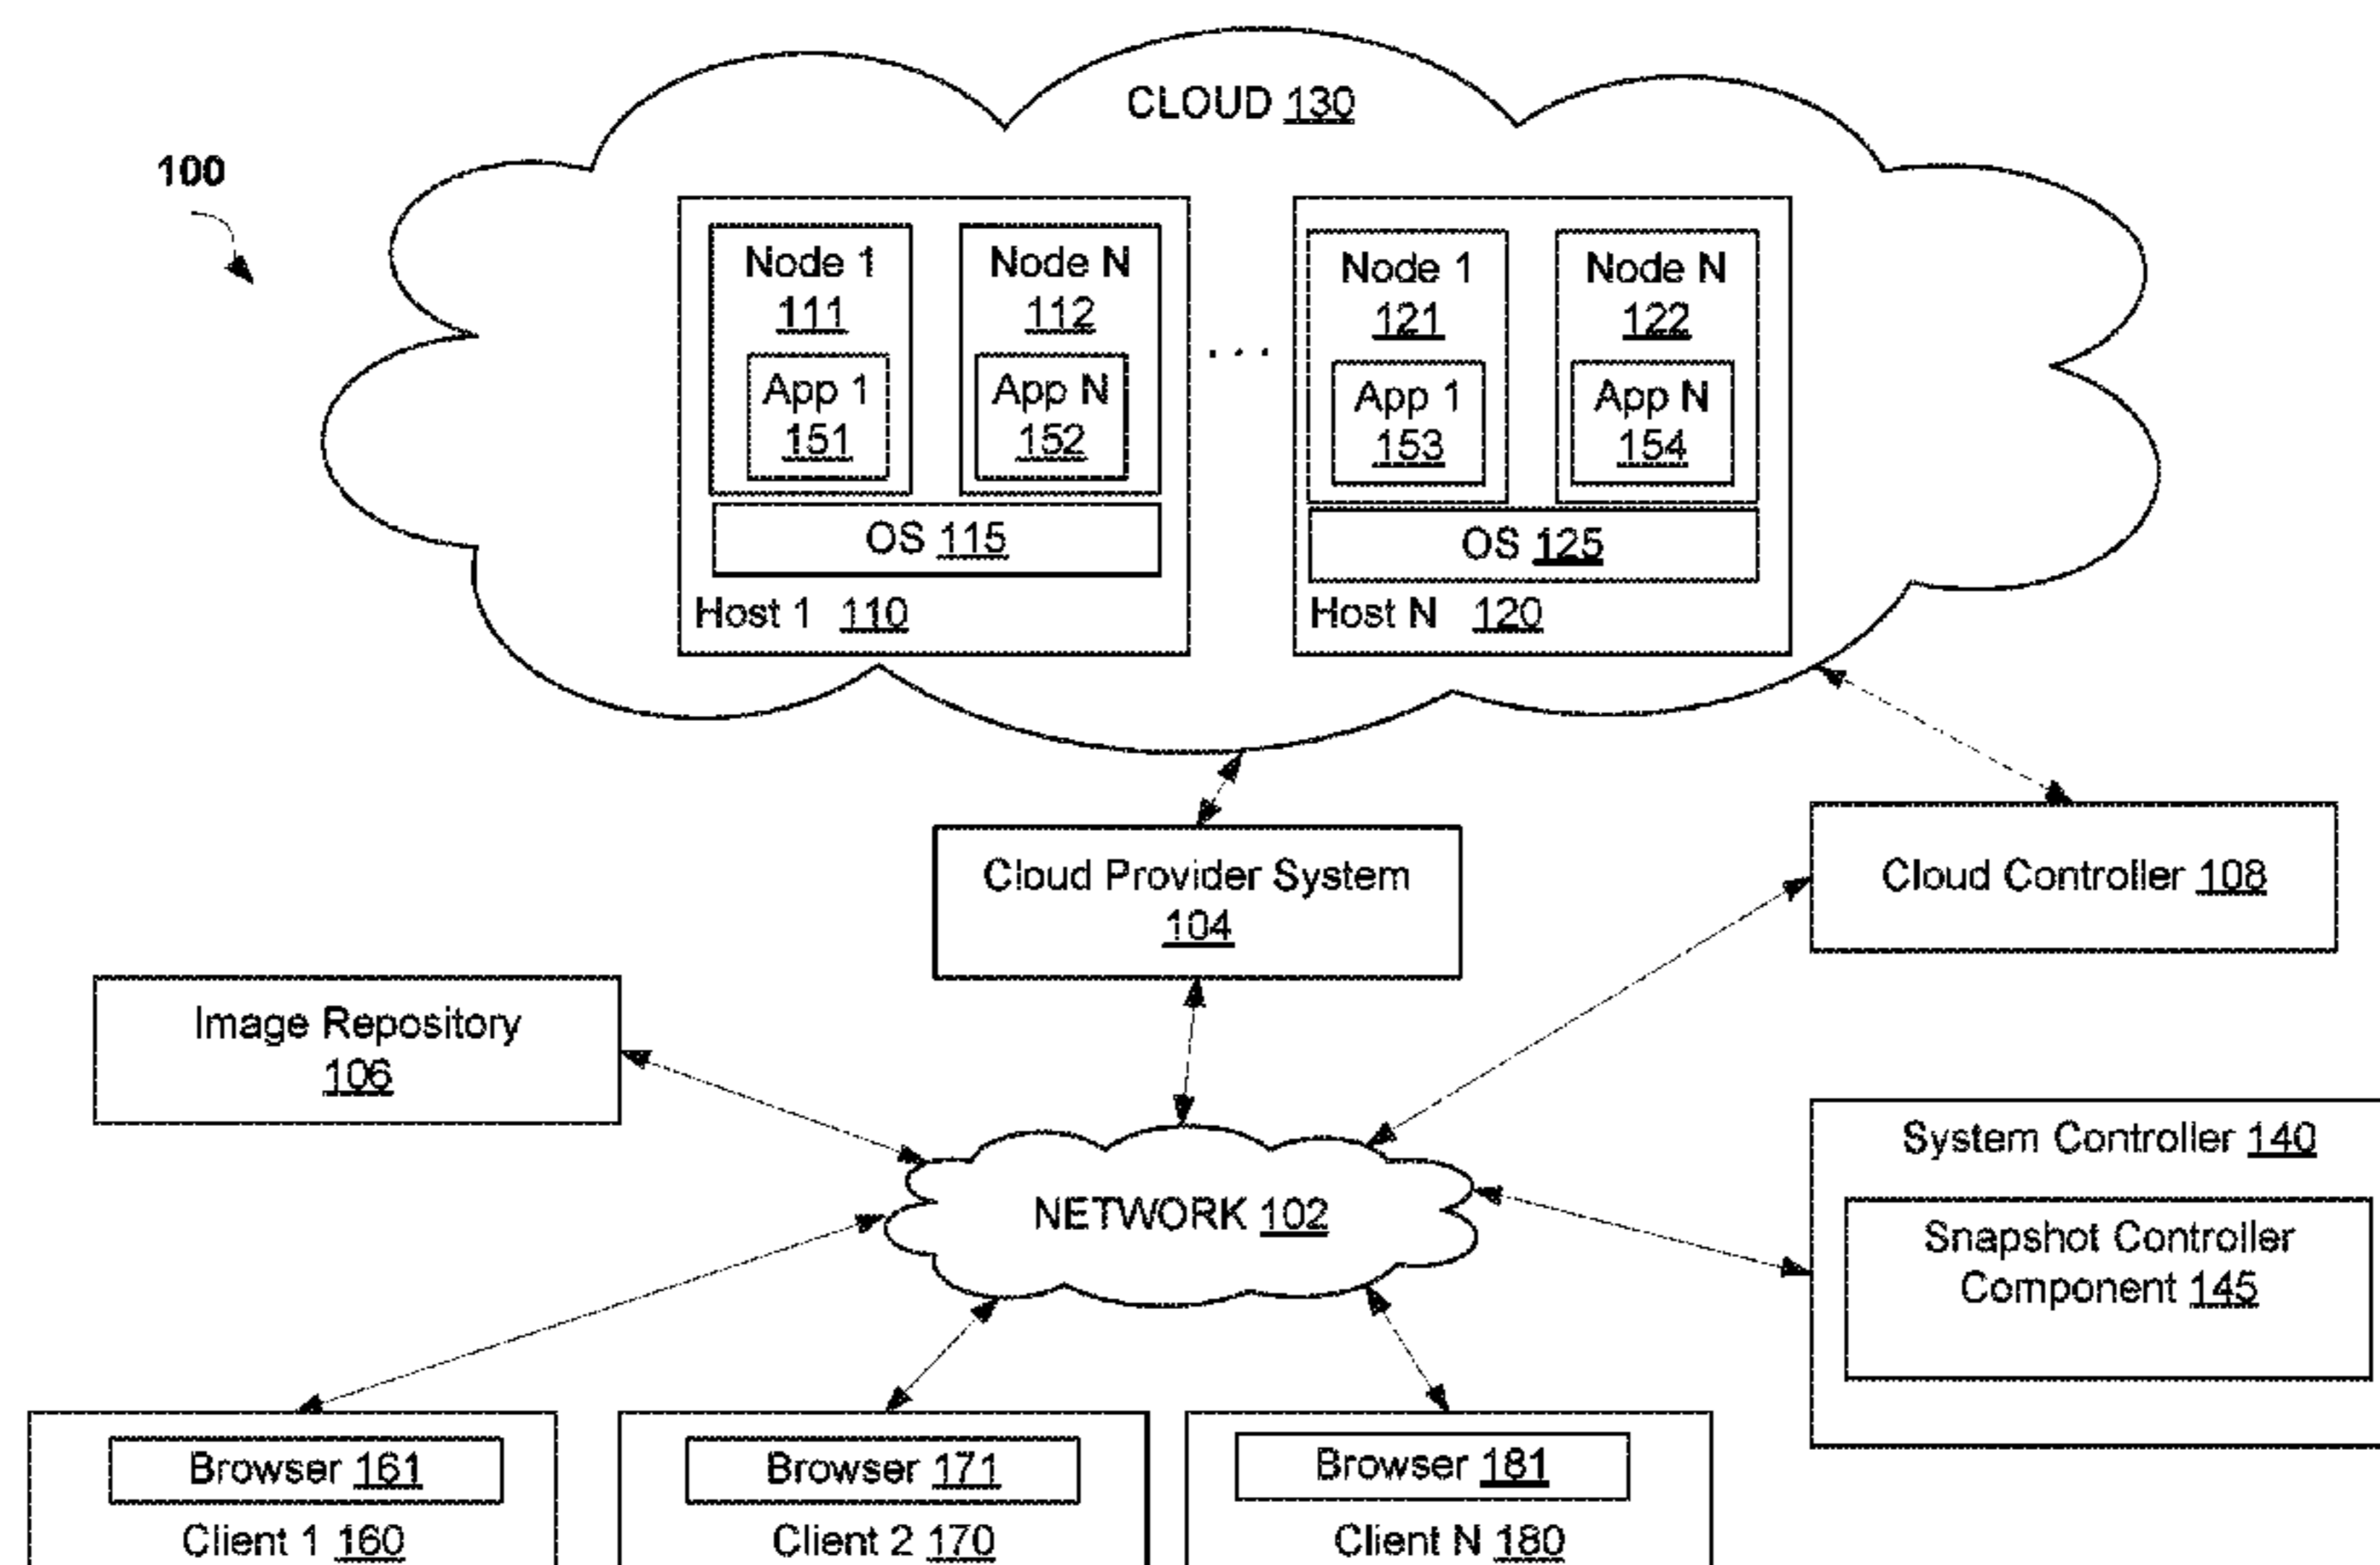 CLOUD 130
100
Node 1
111
App 1
151
Node N
112
App N
152
OS 115
Host 1 110
. . .
Node 1
121
App 1
153
Node N
122
App N
154
OS 125
Host N 120
Cloud Provider System
104
Cloud Controller 108
Image Repository
106
NETWORK 102
System Controller 140
Snapshot Controller
Component 145
Browser 161
Client 1 160
Browser 171
Client 2 170
Browser 181
Client N 180